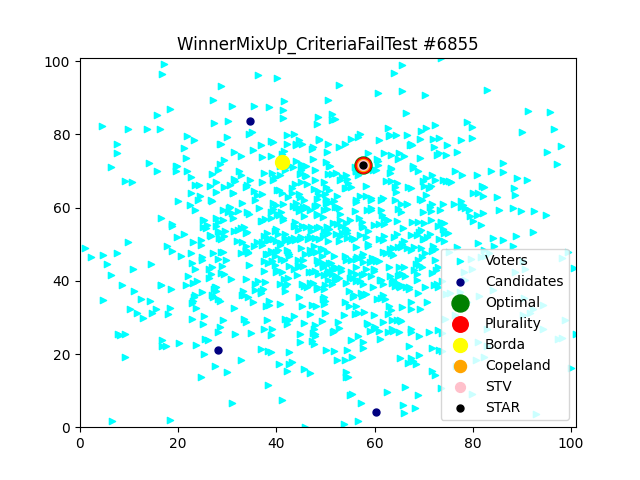 WinnerMixUp_CriteriaFailTest #6855
100
80
60
40
20
0
0
20
40
60
80
100
Voters
Candidates
Optimal
Plurality
Borda
Copeland
STV
STAR